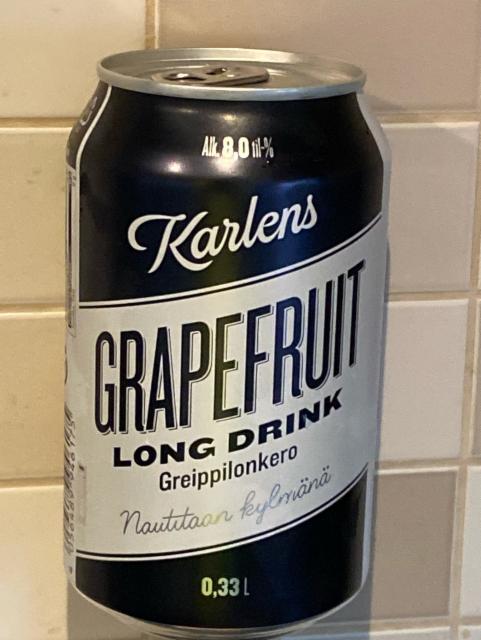 Alk. 8,0 til-%
Karlens
GRAPEFRUIT
LONG DRINK
Greippilonkero
Nautitaan kylmänä
0,33 L